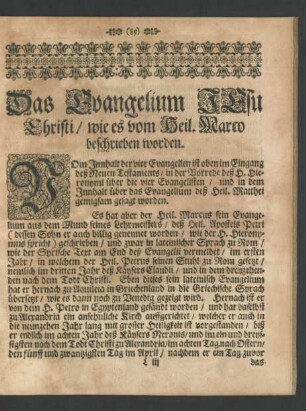 (85)
Das Evangelium JEsu
Christi / wie es vom Heil. Marco
beschrieben worden.
VOm Innhalt der vier Evangelien ist oben im Eingang
deß Neuen Testaments / in der Vorrede deß H. Hie-
ronymi über die vier Evangelisten / und in dem
Innhalt über das Evangelium deß Heil. Matthei
genugsam gesagt worden.
Es hat aber der Heil. Marcus sein Evange-
lium aus dem Mund seines Lehrmeisters / deß Heil. Apostels Petri
(dessen Sohn er auch billig genennet worden / wie der H. Hierony-
mus spricht) geschrieben / und zwar in lateinischer Sprach zu Rom /
wie der Syrische Text am End deß Evangelii vermeldet / im ersten
Jahr / in welchem der Heil. Petrus seinen Stuhl zu Rom gesetzt /
nemlich im dritten Jahr deß Käysers Claudii / und in dem dreyzehen-
den nach dem Todt Christi. Eben dieses sein lateinisch Evangelium
hat er hernach zu Aquileia in Griechenland in die Griechische Sprach
übersetzt / wie es dann noch zu Venedig gezeigt wird. Hernach ist er
von dem H. Petro in Egyptenland gesandt worden / und hat daselbst
zu Alexandria ein ansehnliche Kirch auffgerichtet / welcher er auch in
die neunzehen Jahr lang mit grosser Heiligkeit ist vorgestanden / biß
er endlich im achten Jahr deß Käysers Neronis / und im ein und dreys-
sigsten nach dem Todt Christi zu Alexandria / im achten Tag nach Ostern /
den fünff und zwantzigsten Tag im April / nachdem er ein Tag zuvor
L iij das